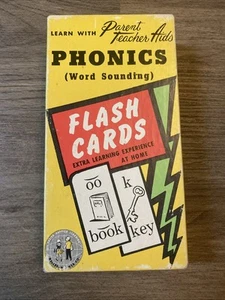 LEARN WITH Parent
Teacher Aids
PHONICS
(Word Sounding)
FLASH
CARDS
EXTRA LEARNING EXPERIENCE
AT HOME
oo k
book key